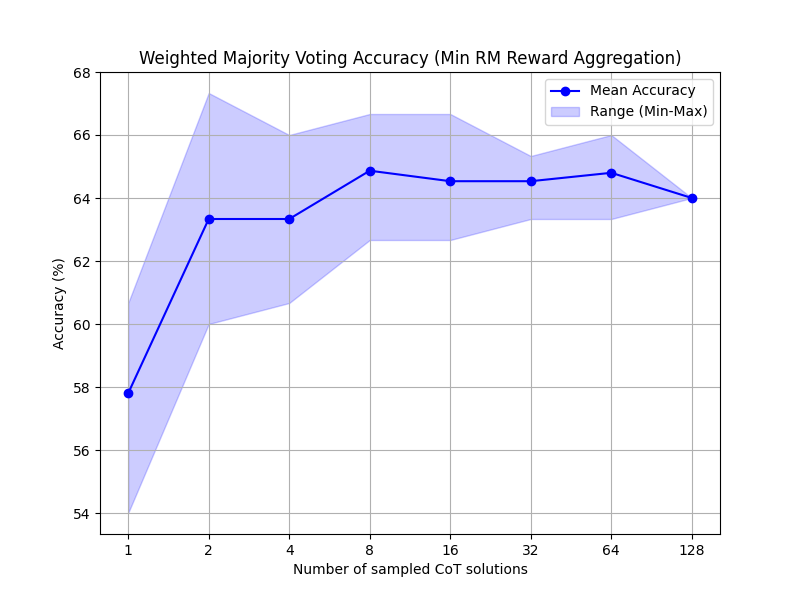 Weighted Majority Voting Accuracy (Min RM Reward Aggregation)
Mean Accuracy
Range (Min-Max)
Accuracy (%)
68
66
64
62
60
58
56
54
1 2 4 8 16 32 64 128
Number of sampled CoT solutions